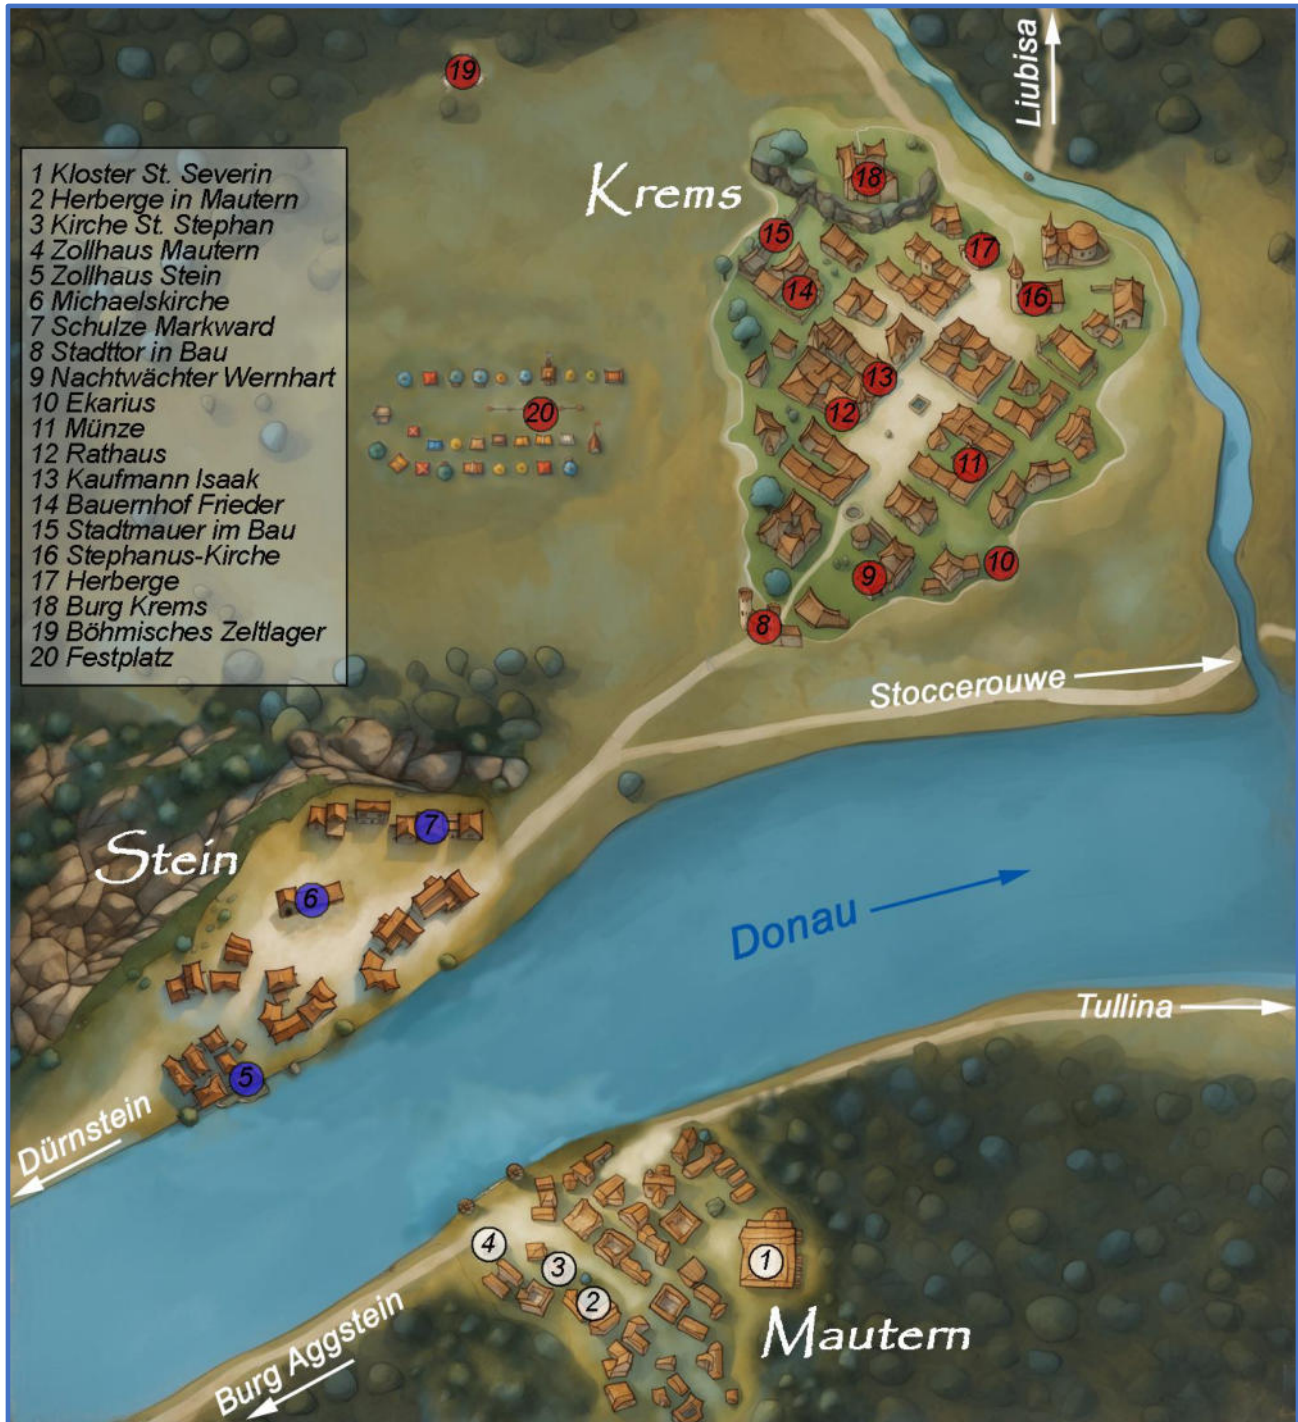 Liubisa
19
Krems
18
1 Kloster St. Severin
2 Herberge in Mautern
3 Kirche St. Stephan
4 Zollhaus Mautern
5 Zollhaus Stein
6 Michaelskirche
7 Schulze Markward
8 Stadttor in Bau
9 Nachtwächter Wernhart
10 Ekarius
11 Münze
12 Rathaus
13 Kaufmann Isaak
14 Bauernhof Frieder
15 Stadtmauer im Bau
16 Stephanus-Kirche
17 Herberge
18 Burg Krems
19 Böhmisches Zeltlager
20 Festplatz
15
17
14
16
13
20
12
11
10
9
8
Stoccerouwe
7
Stein
6
Donau
Tullina
5
Dürnstein
4
3
1
2
Mautern
Burg Aggstein